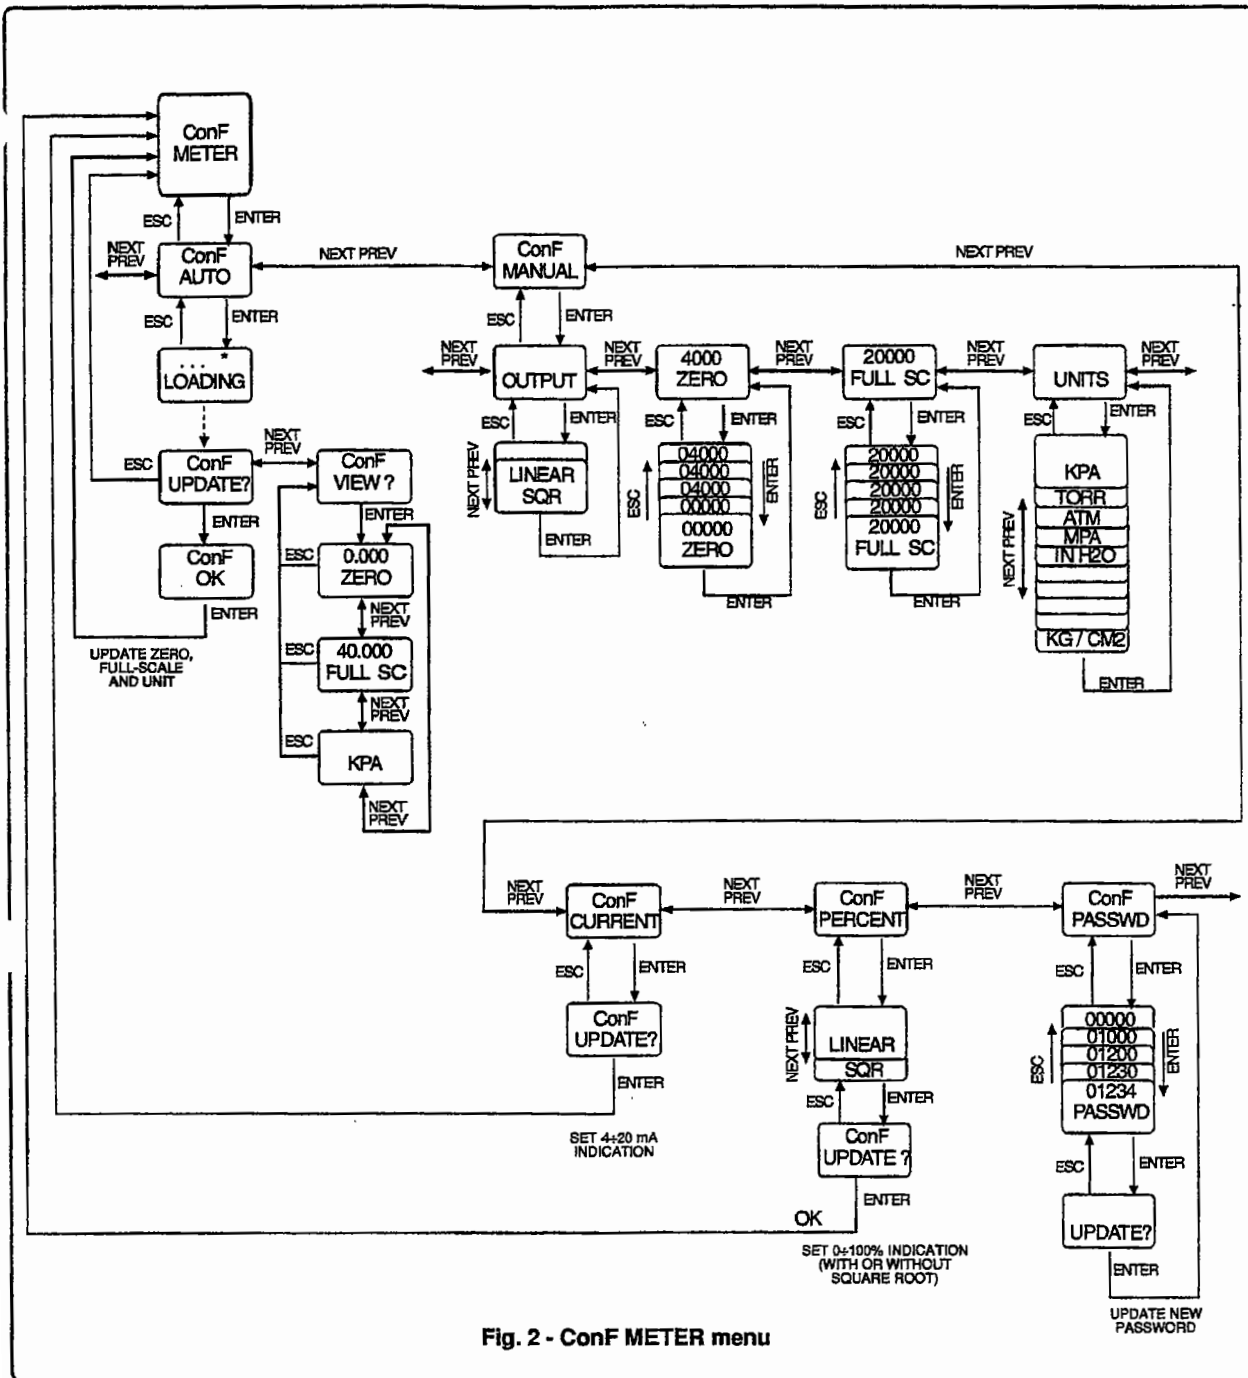 ConF
METER
ESC
ENTER
NEXT
PREV
ConF
AUTO
NEXT PREV
ConF
MANUAL
NEXT PREV
ESC
ENTER
. . . *
LOADING
ESC
ConF
UPDATE?
NEXT
PREV
ConF
VIEW ?
ENTER
ENTER
ConF
OK
ENTER
UPDATE ZERO,
FULL-SCALE
AND UNIT
ESC
0.000
ZERO
NEXT
PREV
ESC
40.000
FULL SC
NEXT
PREV
ESC
KPA
NEXT
PREV
ESC
ENTER
NEXT
PREV
OUTPUT
NEXT
PREV
4000
ZERO
NEXT
PREV
20000
FULL SC
NEXT
PREV
UNITS
NEXT
PREV
ESC
ENTER
NEXT PREV
LINEAR
SQR
ENTER
ESC
ENTER
04000
04000
04000
00000
00000
ZERO
ESC
ENTER
ENTER
ESC
ENTER
20000
20000
20000
20000
20000
FULL SC
ESC
ENTER
ENTER
ESC
ENTER
KPA
TORR
ATM
MPA
IN H2O
KG / CM2
NEXT PREV
ENTER
NEXT
PREV
ConF
CURRENT
NEXT
PREV
ConF
PERCENT
NEXT
PREV
ConF
PASSWD
NEXT
PREV
ESC
ENTER
ConF
UPDATE?
ENTER
SET 4÷20 mA
INDICATION
ESC
ENTER
NEXT PREV
LINEAR
SQR
ESC
ENTER
ConF
UPDATE ?
ENTER
OK
SET 0÷100% INDICATION
(WITH OR WITHOUT
SQUARE ROOT)
ESC
ENTER
00000
01000
01200
01230
01234
PASSWD
ESC
ENTER
ESC
ENTER
UPDATE?
ENTER
UPDATE NEW
PASSWORD
Fig. 2 - ConF METER menu